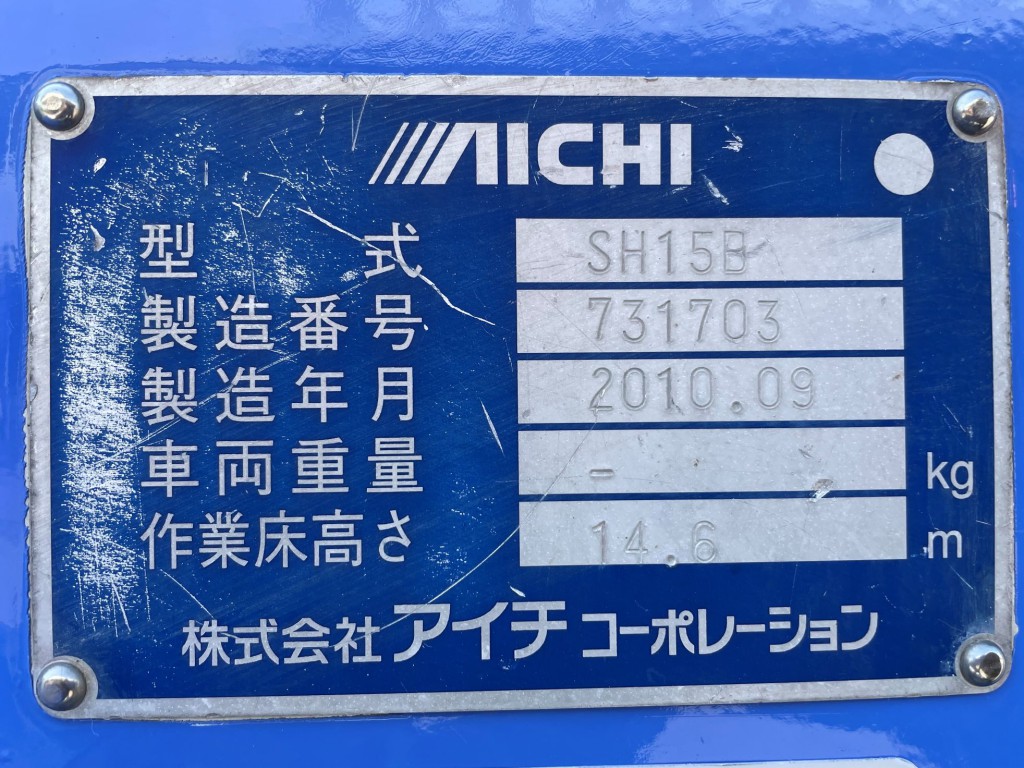 AICHI
型式 SH15B
製造番号 731703
製造年月 2010.09
車両重量 - kg
作業床高さ 14.6 m
株式会社アイチコーポレーション